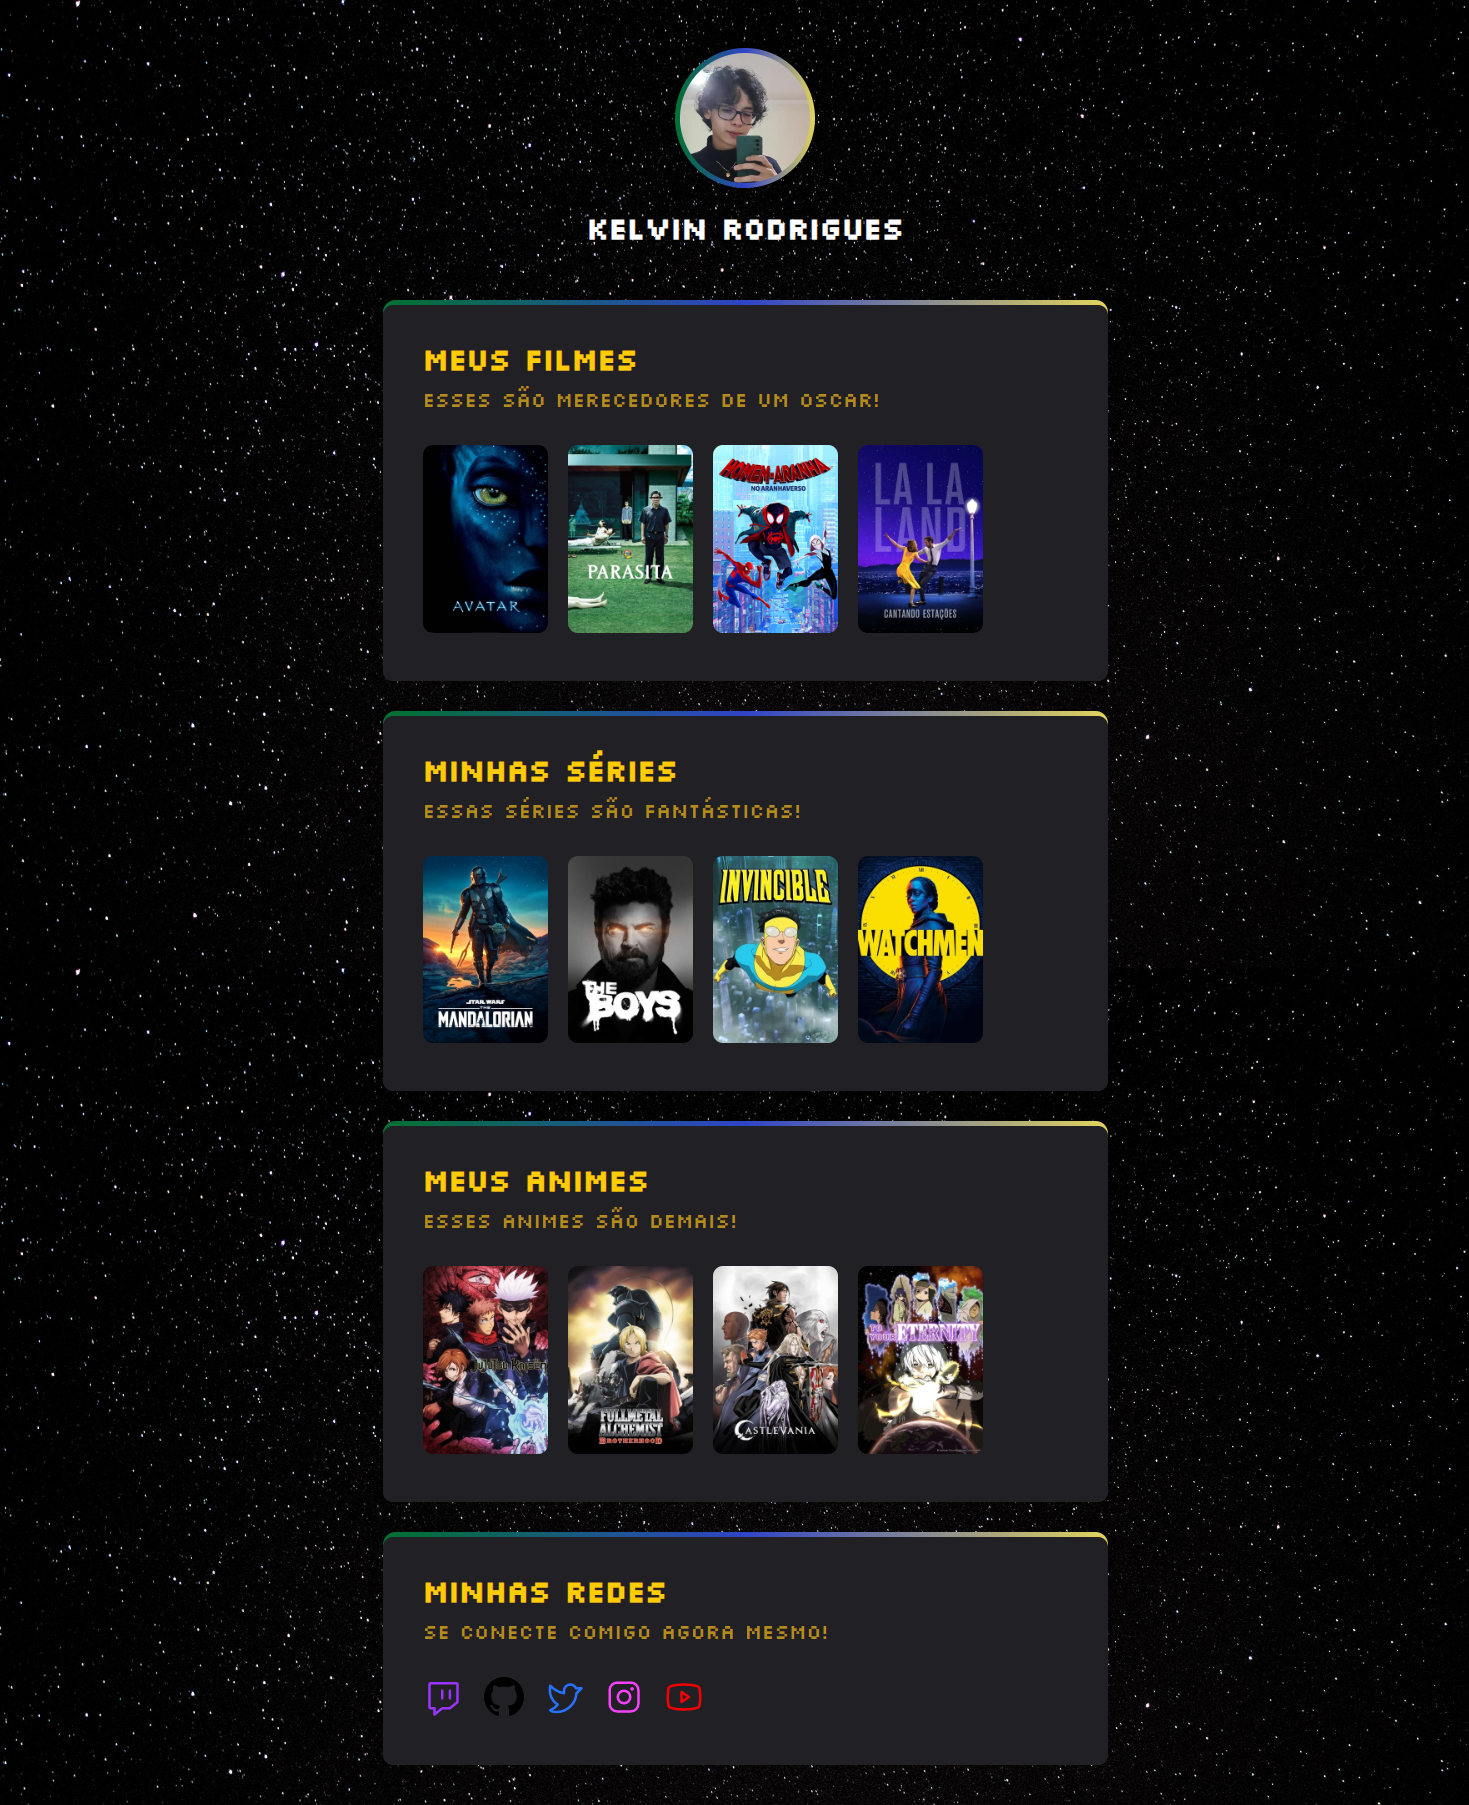 KELVIN RODRIGUES
MEUS FILMES
ESSES SÃO MERECEDORES DE UM OSCAR!
AVATAR
PARASITA
HOMEM-ARANHA
NO ARANHAVERSO
LA LA
LAND
CANTANDO ESTAÇÕES
MINHAS SÉRIES
ESSAS SÉRIES SÃO FANTÁSTICAS!
STAR WARS
THE
MANDALORIAN
THE
BOYS
INVINCIBLE
WATCHMEN
MEUS ANIMES
ESSES ANIMES SÃO DEMAIS!
Jujutsu Kaisen
FULLMETAL
ALCHEMIST
BROTHERHOOD
CASTLEVANIA
TO
YOUR ETERNITY
MINHAS REDES
SE CONECTE COMIGO AGORA MESMO!